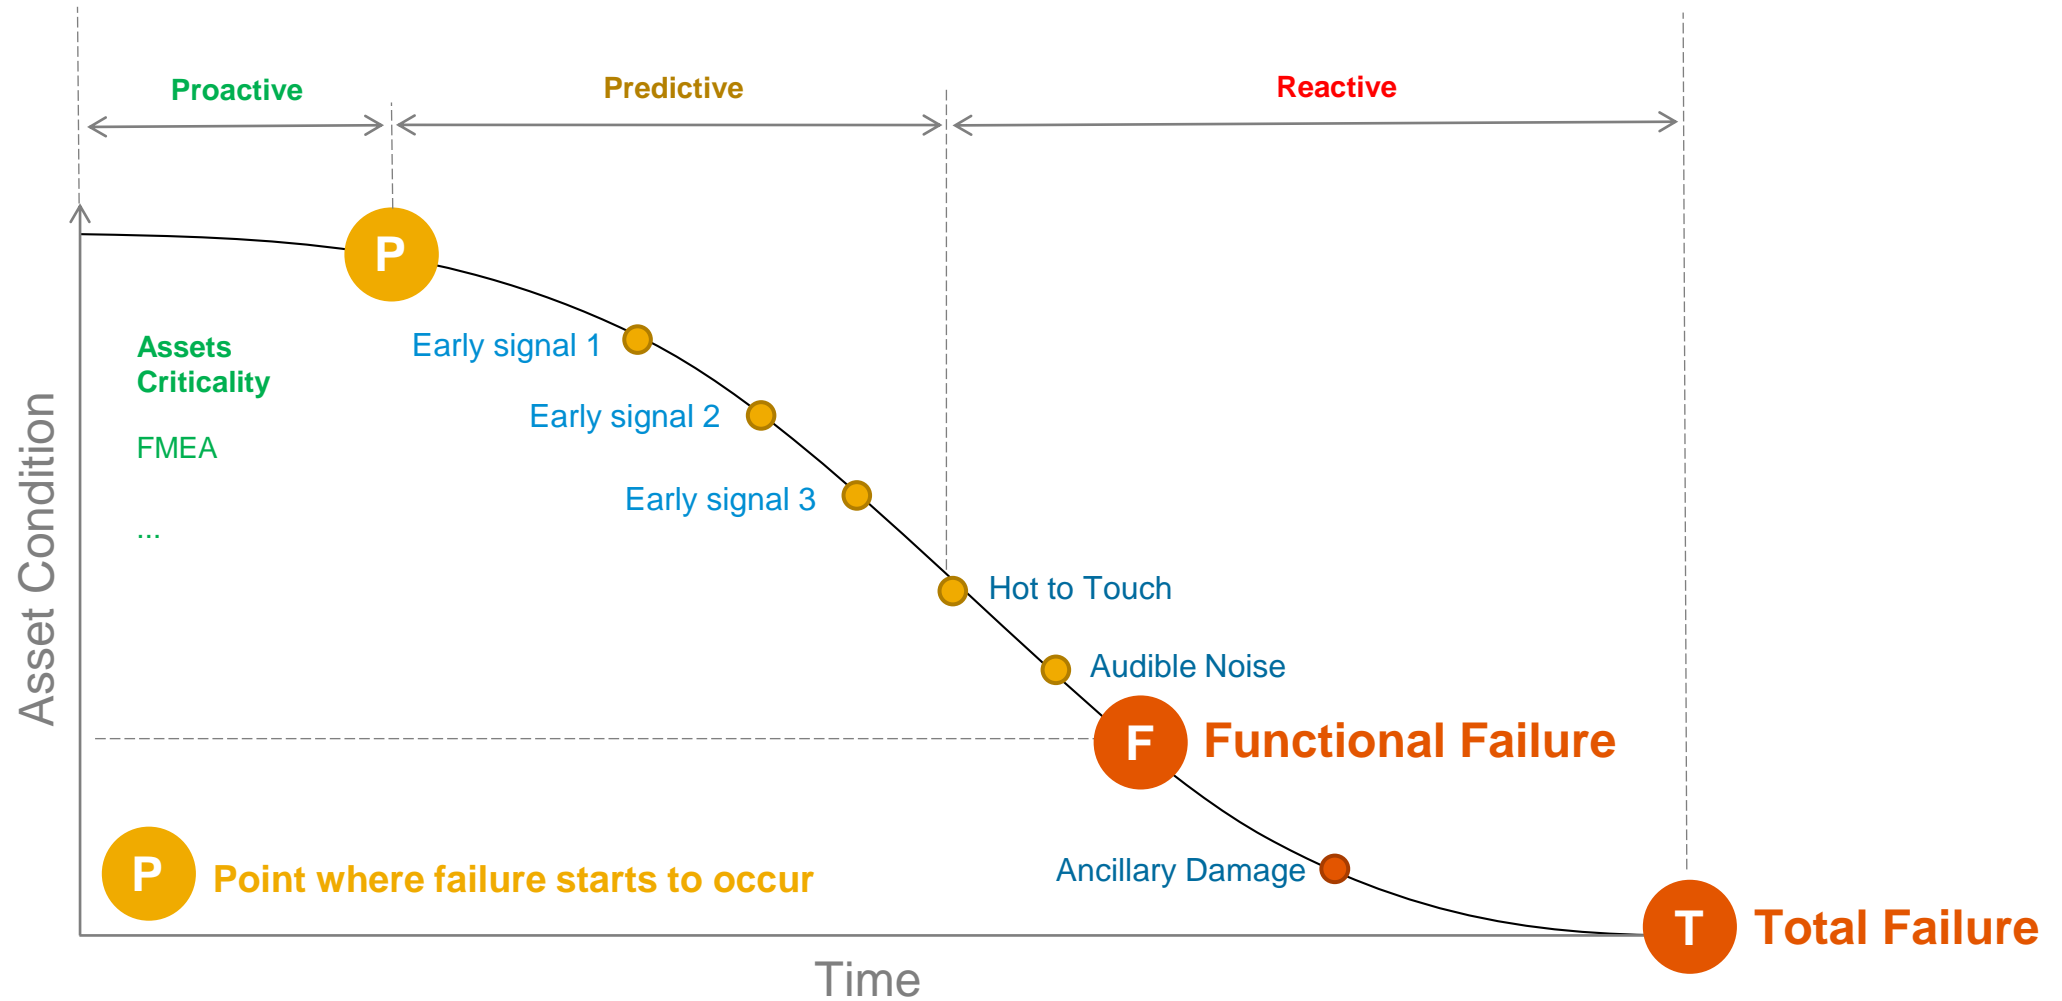 Proactive
Predictive
Reactive
P
Early signal 1
Assets
Criticality
Early signal 2
FMEA
Early signal 3
...
Hot to Touch
Audible Noise
F
Functional Failure
Asset Condition
Ancillary Damage
P
Point where failure starts to occur
T
Total Failure
Time